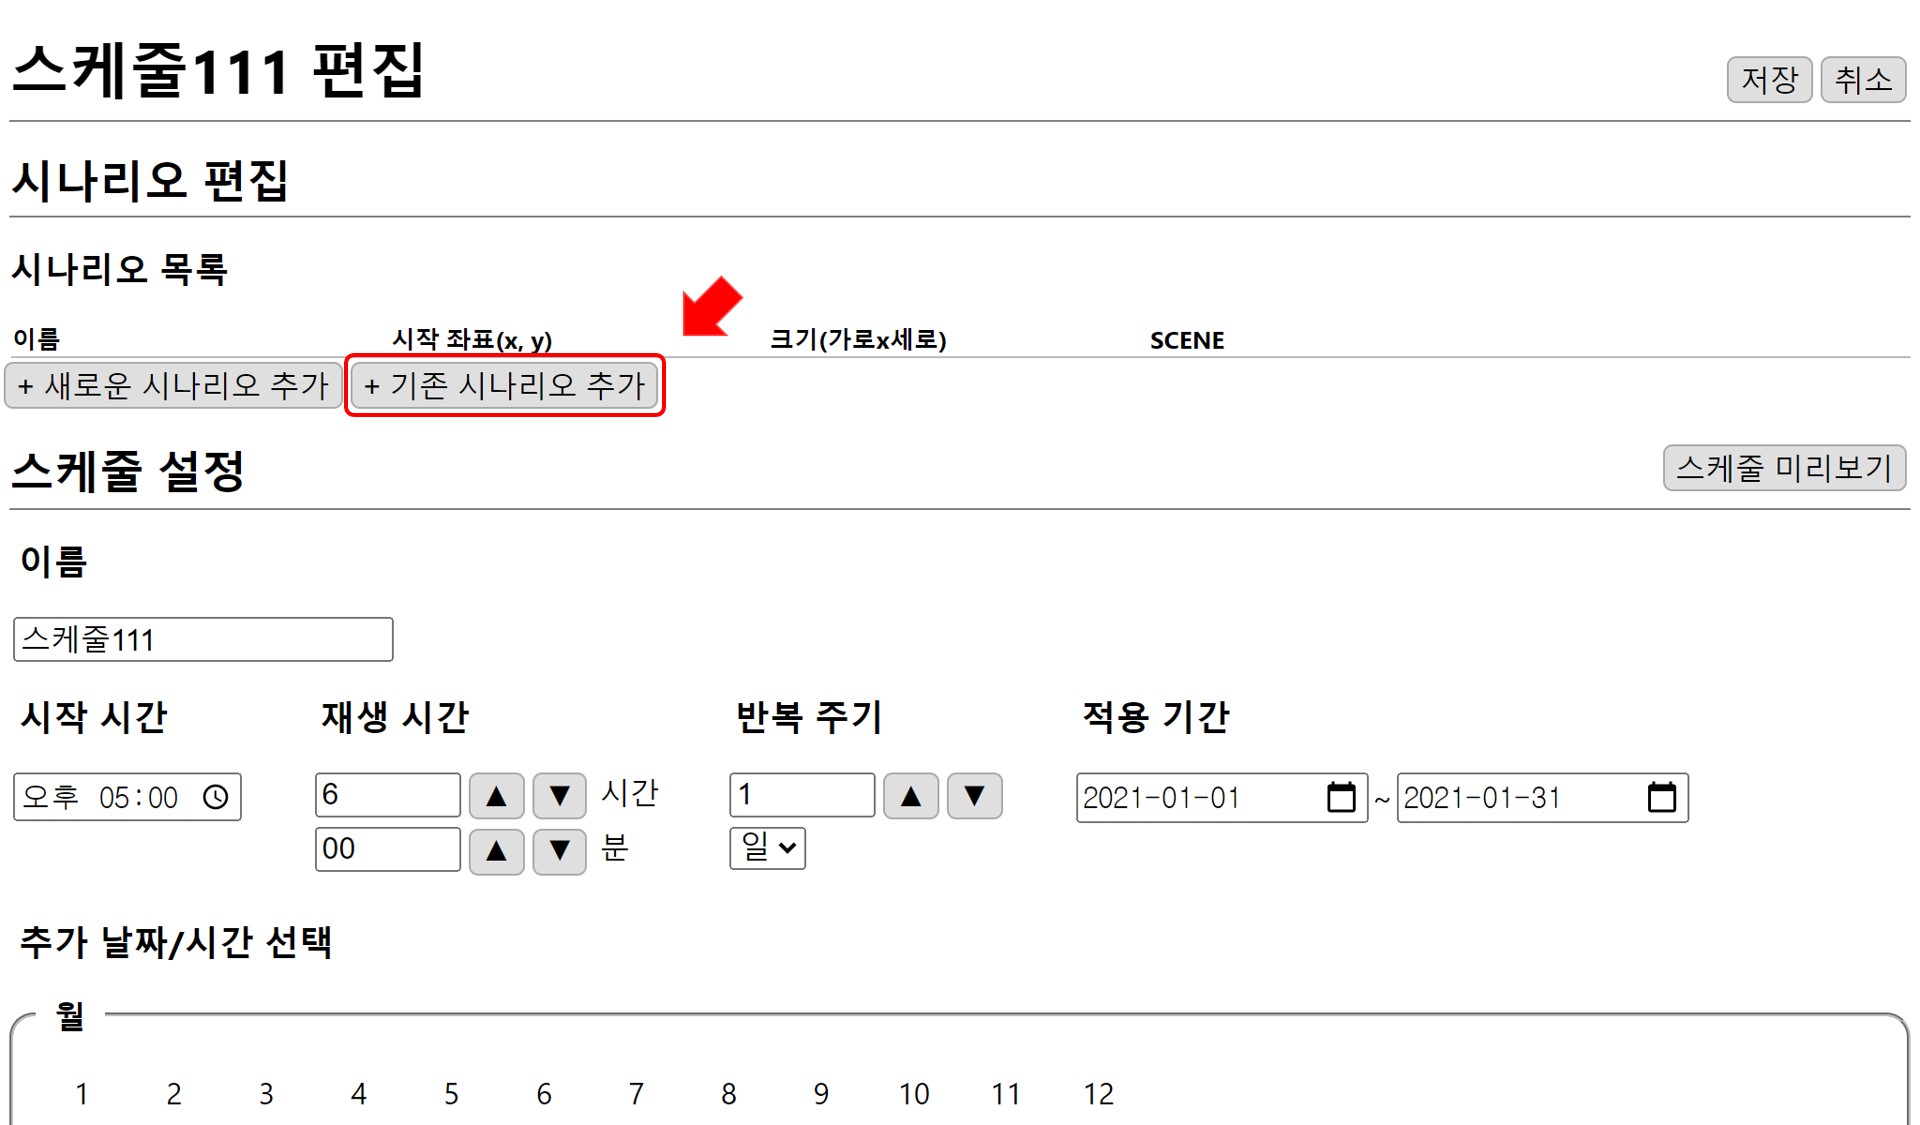 스케줄111 편집
저장 취소
시나리오 편집
시나리오 목록
이름 시작 좌표(x, y) 크기(가로x세로) SCENE
+ 새로운 시나리오 추가 + 기존 시나리오 추가
스케줄 설정 스케줄 미리보기
이름
스케줄111
시작 시간 재생 시간 반복 주기 적용 기간
오후 05:00 6 ▲ ▼ 시간 1 ▲ ▼ 2021-01-01 ~ 2021-01-31
00 ▲ ▼ 분 일
추가 날짜/시간 선택
월
1 2 3 4 5 6 7 8 9 10 11 12